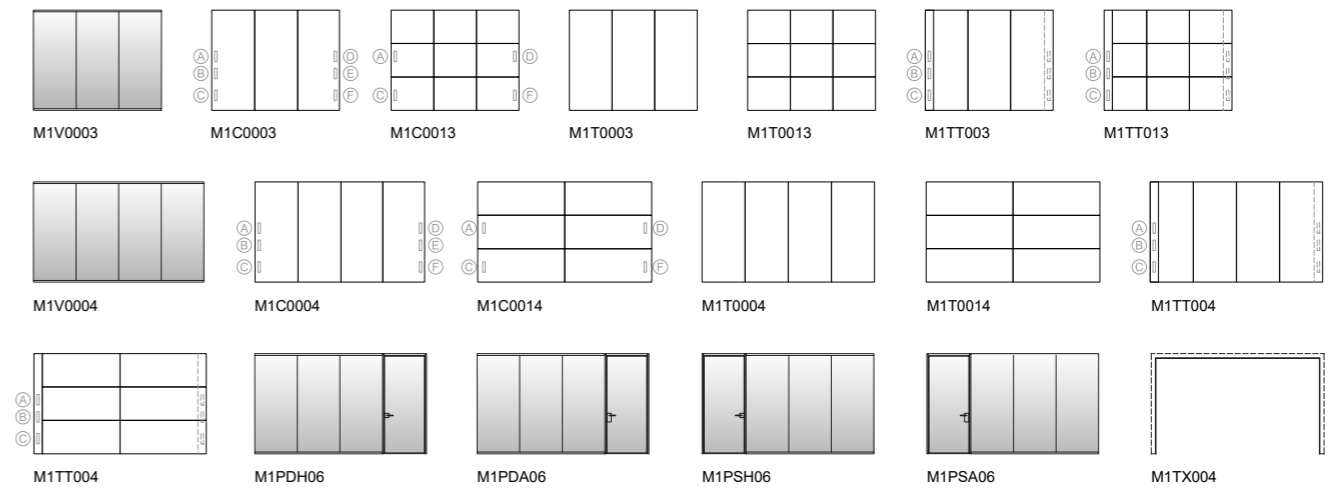 A D A D A A
B E B B
C F C F C C
M1V0003 M1C0003 M1C0013 M1T0003 M1T0013 M1TT003 M1TT013
A D A D A
B E B
C F C F C
M1V0004 M1C0004 M1C0014 M1T0004 M1T0014 M1TT004
A
B
C
M1TT004 M1PDH06 M1PDA06 M1PSH06 M1PSA06 M1TX004